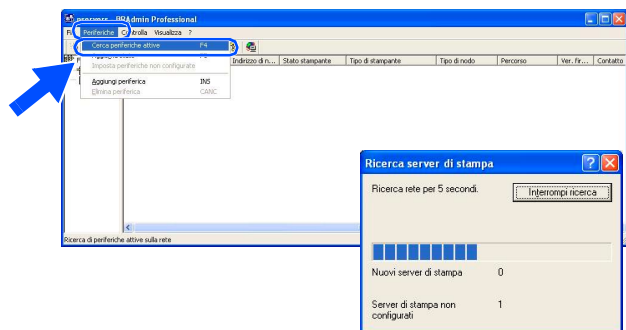 BRAdmin Professional
Periferiche Controlla Visualizza ?
Cerca periferiche attive F4
Imposta periferiche non configurate
Aggiungi periferica INS
Elimina periferica CANC
Indirizzo di n... Stato stampante Tipo di stampante Tipo di nodo Percorso Ver. fir... Contatto
Ricerca di periferiche attive sulla rete
Ricerca server di stampa
Ricerca rete per 5 secondi.
Interrompi ricerca
Nuovi server di stampa 0
Server di stampa non 1
configurati